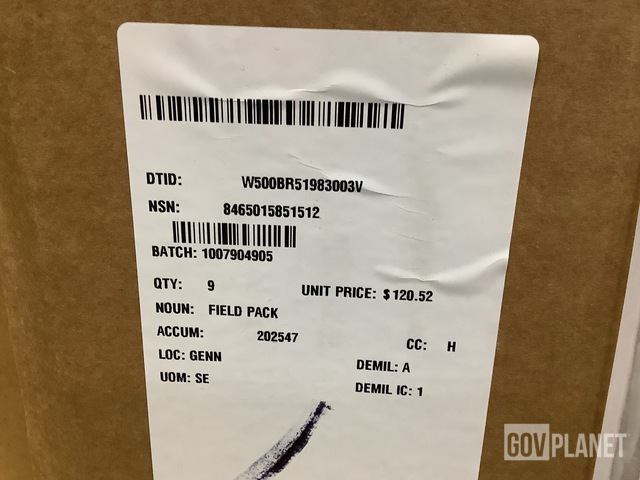 DTID: W500BR51983003V
NSN: 8465015851512
BATCH: 1007904905
QTY: 9 UNIT PRICE: $120.52
NOUN: FIELD PACK
ACCUM: 202547 CC: H
LOC: GENN DEMIL: A
UOM: SE DEMIL IC: 1
GOVPLANET